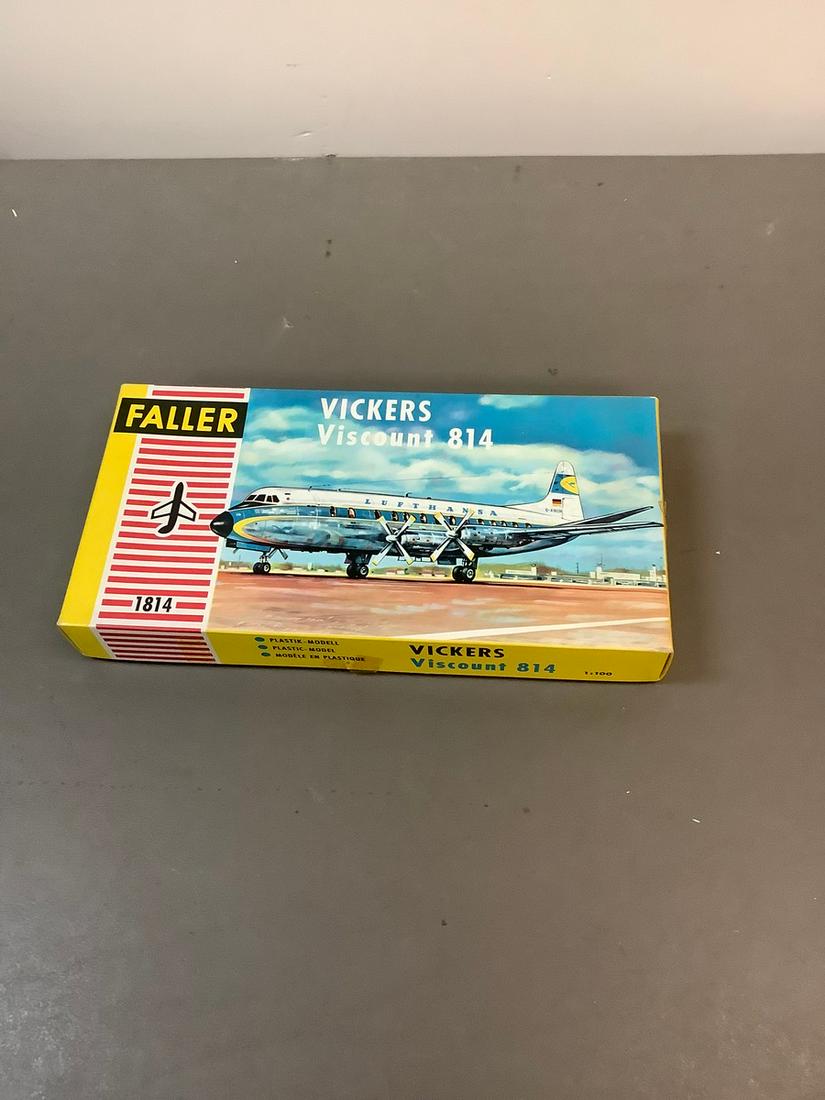 FALLER
VICKERS
Viscount 814
LUFTHANSA
1814
PLASTIK-MODELL
PLASTIC-MODEL
MODÈLE EN PLASTIQUE
VICKERS
Viscount 814
1:100